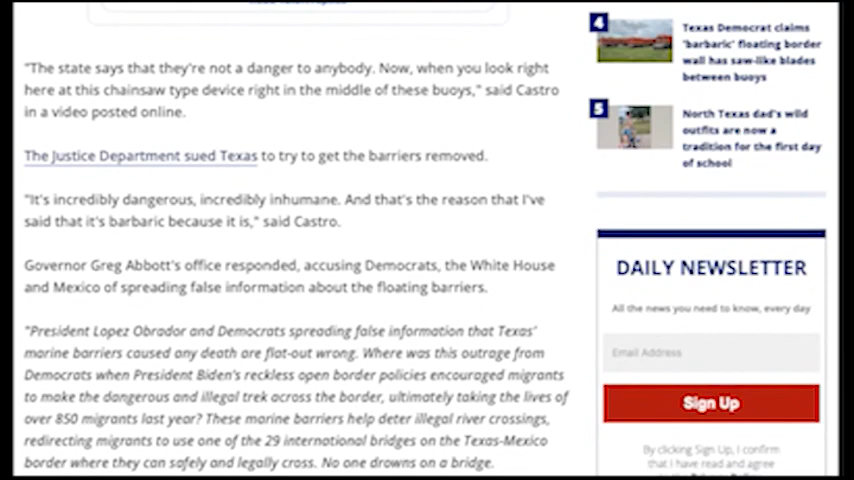 "The state says that they're not a danger to anybody. Now, when you look right
here at this chainsaw type device right in the middle of these buoys," said Castro
in a video posted online.
The Justice Department sued Texas to try to get the barriers removed.
"It's incredibly dangerous, incredibly inhumane. And that's the reason that I've
said that it's barbaric because it is," said Castro.
Governor Greg Abbott's office responded, accusing Democrats, the White House
and Mexico of spreading false information about the floating barriers.
"President Lopez Obrador and Democrats spreading false information that Texas'
marine barriers caused any death are flat-out wrong. Where was this outrage from
Democrats when President Biden's reckless open border policies encouraged migrants
to make the dangerous and illegal trek across the border, ultimately taking the lives of
over 850 migrants last year? These marine barriers help deter illegal river crossings,
redirecting migrants to use one of the 29 international bridges on the Texas-Mexico
border where they can safely and legally cross. No one drowns on a bridge.
4
Texas Democrat claims
'barbaric' floating border
wall has saw-like blades
between buoys
5
North Texas dad's wild
outfits are now a
tradition for the first day
of school
DAILY NEWSLETTER
All the news you need to know, every day
Email Address
Sign Up
By clicking Sign Up, I confirm
that I have read and agree